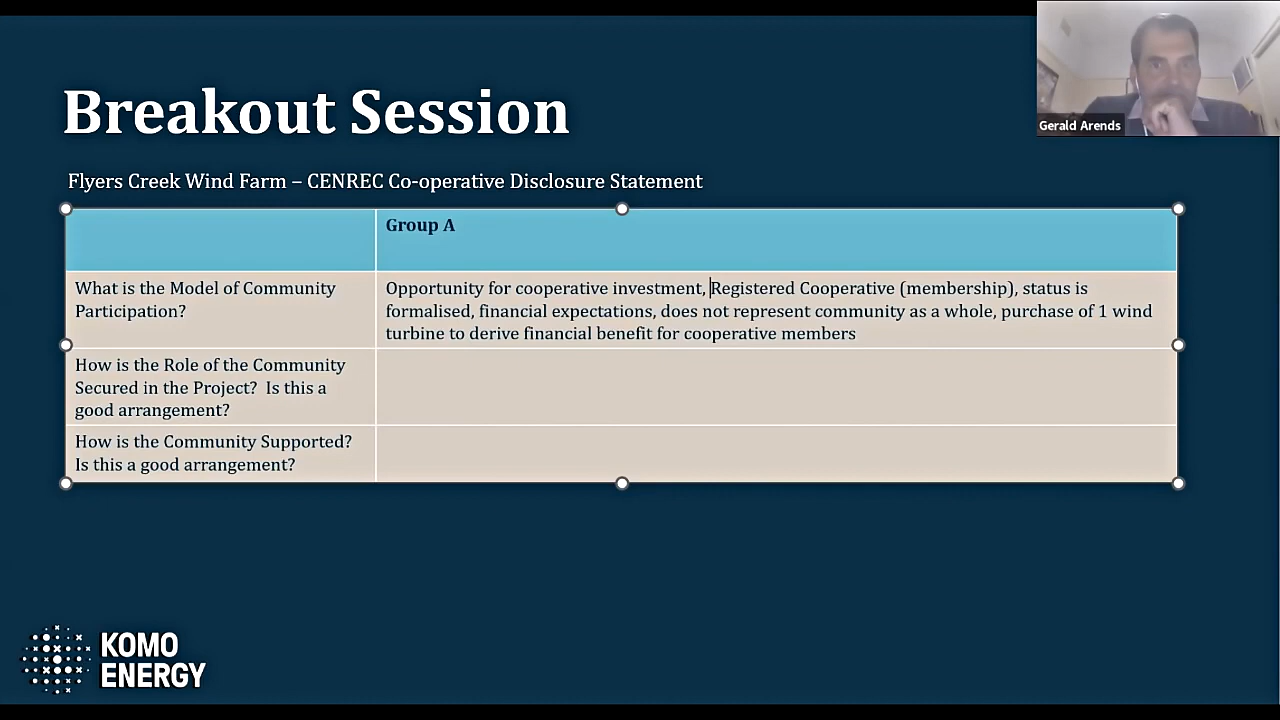 Gerald Arends
Breakout Session
Flyers Creek Wind Farm – CENREC Co-operative Disclosure Statement
Group A
What is the Model of Community
Participation?
Opportunity for cooperative investment, Registered Cooperative (membership), status is
formalised, financial expectations, does not represent community as a whole, purchase of 1 wind
turbine to derive financial benefit for cooperative members
How is the Role of the Community
Secured in the Project?  Is this a
good arrangement?
How is the Community Supported?
Is this a good arrangement?
KOMO
ENERGY